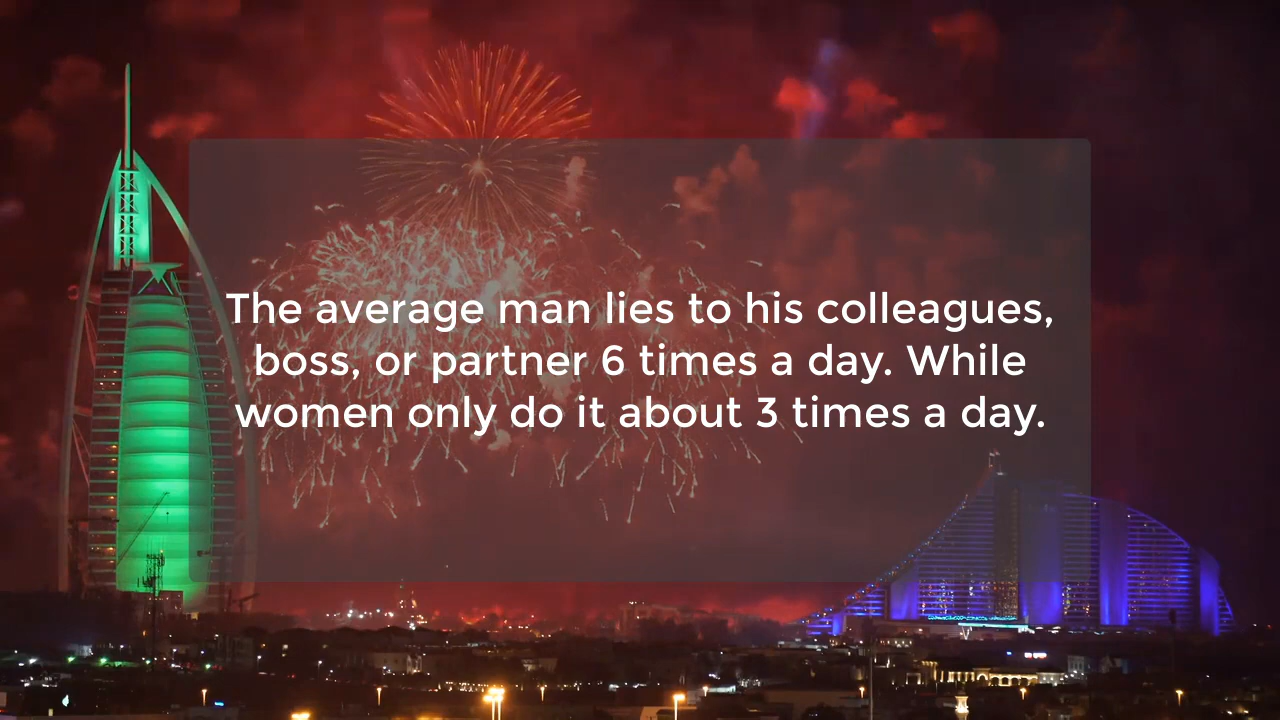 The average man lies to his colleagues,
boss, or partner 6 times a day. While
women only do it about 3 times a day.